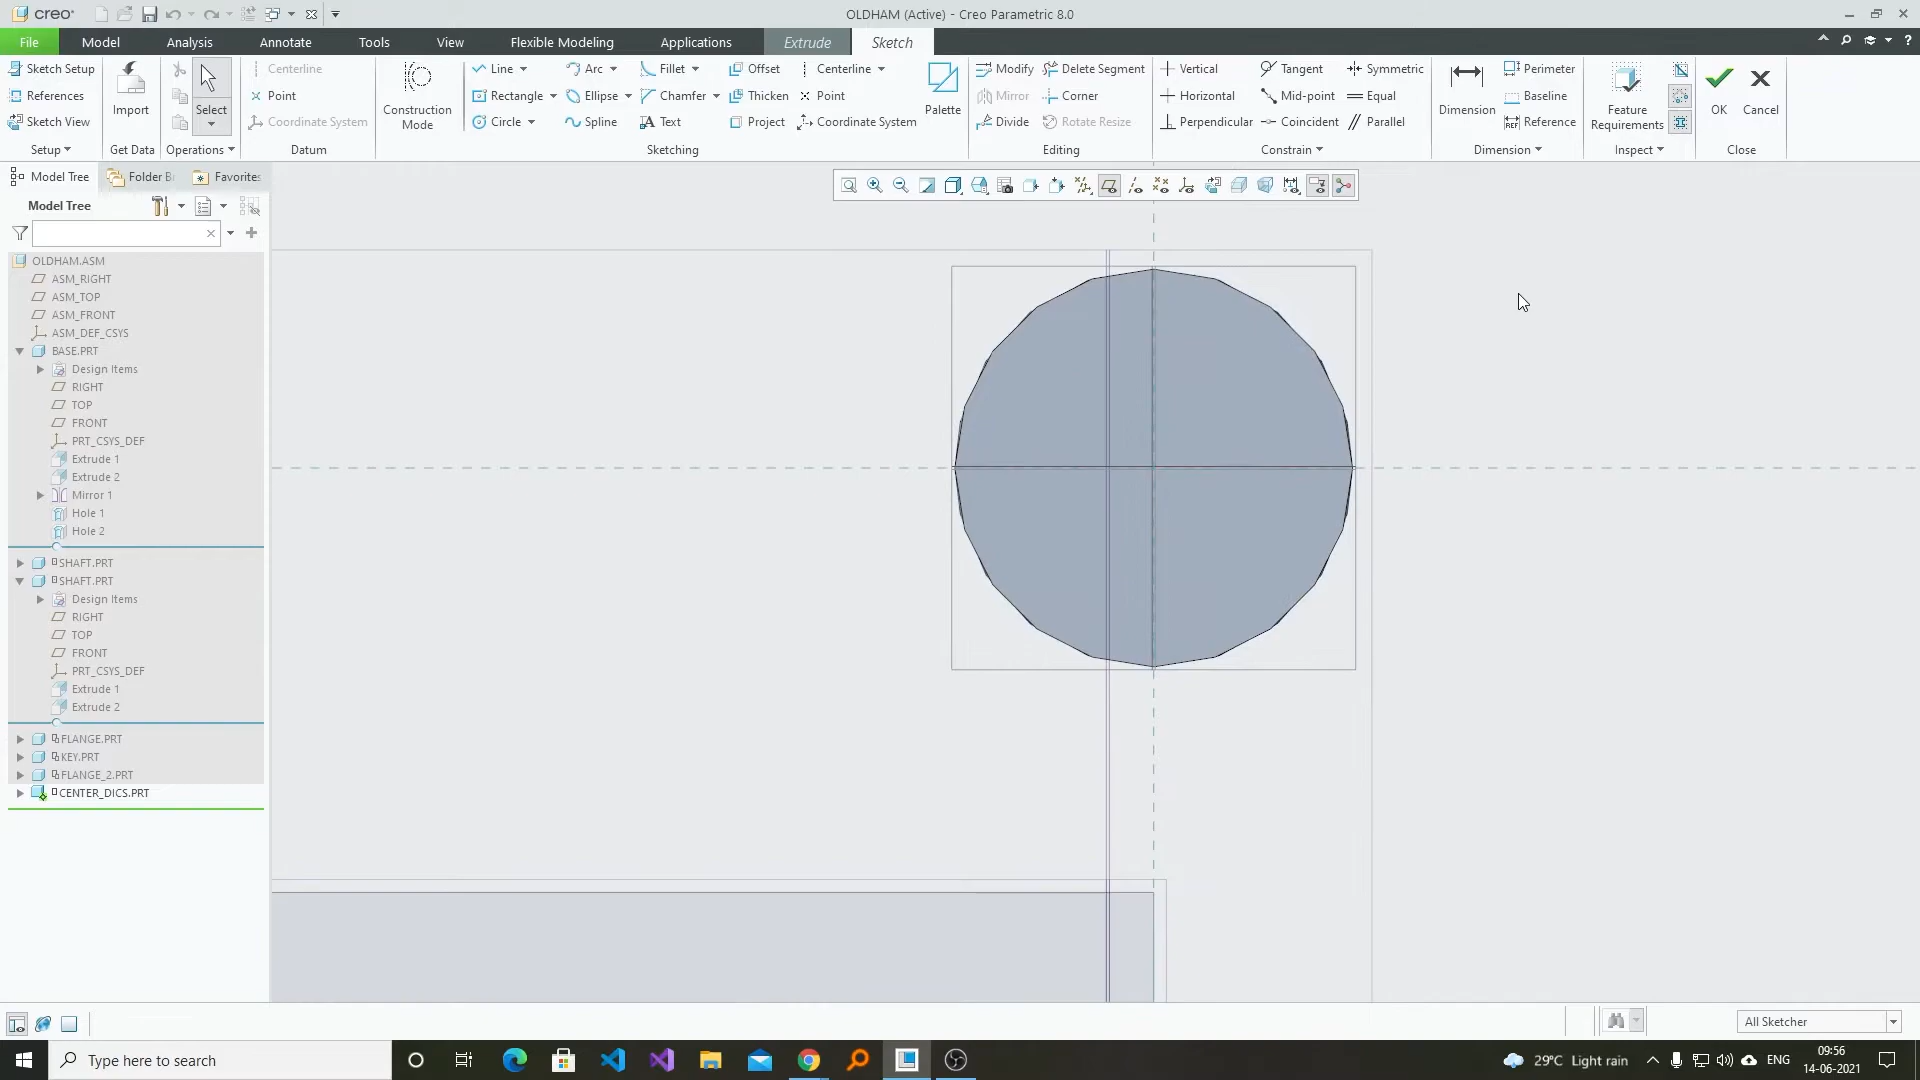 creo OLDHAM (Active) - Creo Parametric 8.0
File Model Analysis Annotate Tools View Flexible Modeling Applications Extrude Sketch
Sketch Setup Centerline Line Arc Fillet Offset Centerline Modify Delete Segment Vertical Tangent Symmetric Perimeter
References Import Select Point Construction Mode Rectangle Ellipse Chamfer Thicken Point Palette Mirror Corner Horizontal Mid-point Equal Dimension Baseline Feature Requirements OK Cancel
Sketch View Coordinate System Circle Spline Text Project Coordinate System Divide Rotate Resize Perpendicular Coincident Parallel Reference
Setup Get Data Operations Datum Sketching Editing Constrain Dimension Inspect Close
Model Tree Folder B Favorites
Model Tree
OLDHAM.ASM
ASM_RIGHT
ASM_TOP
ASM_FRONT
ASM_DEF_CSYS
BASE.PRT
Design Items
RIGHT
TOP
FRONT
PRT_CSYS_DEF
Extrude 1
Extrude 2
Mirror 1
Hole 1
Hole 2
SHAFT.PRT
SHAFT.PRT
Design Items
RIGHT
TOP
FRONT
PRT_CSYS_DEF
Extrude 1
Extrude 2
FLANGE.PRT
KEY.PRT
FLANGE_2.PRT
CENTER_DICS.PRT
All Sketcher
Type here to search 29°C Light rain ENG 09:56
14-06-2021